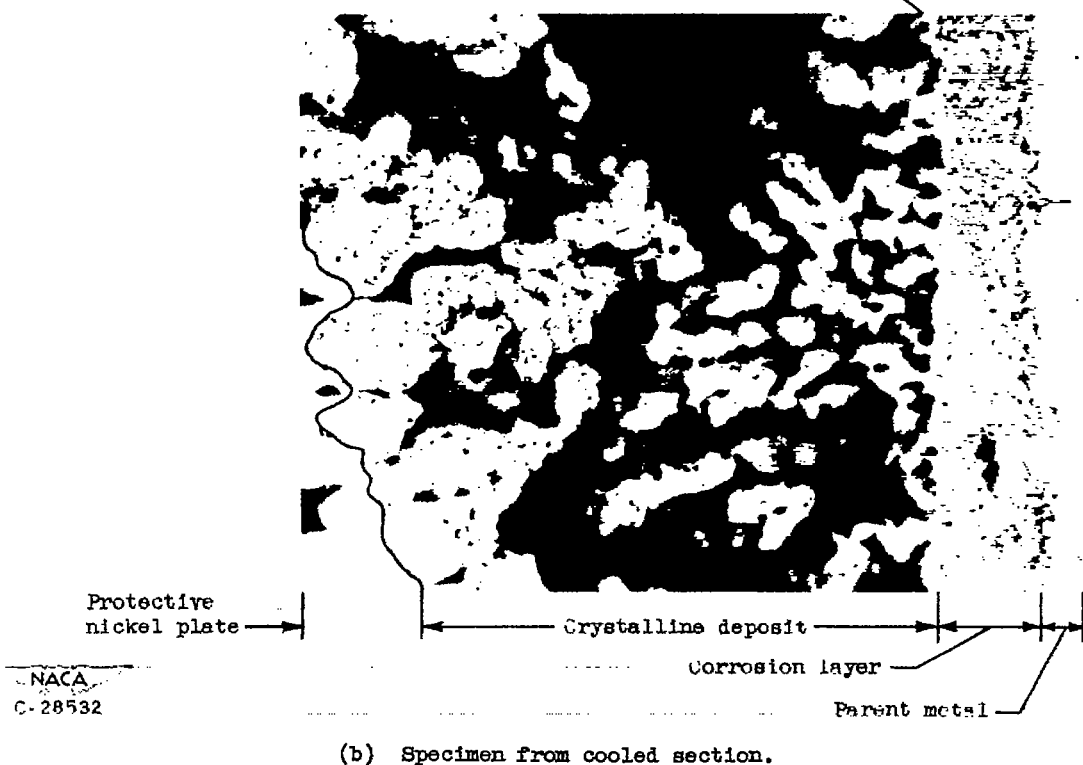 Protective
nickel plate
Crystalline deposit
Corrosion layer
Parent metal
NACA
C-28532
(b) Specimen from cooled section.